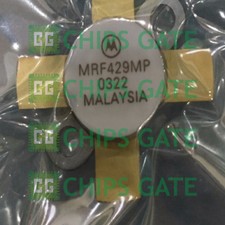 CHIPS GATE
MRF429MP
0322
MALAYSIA
CHIPS GATE
CHIPS GATE